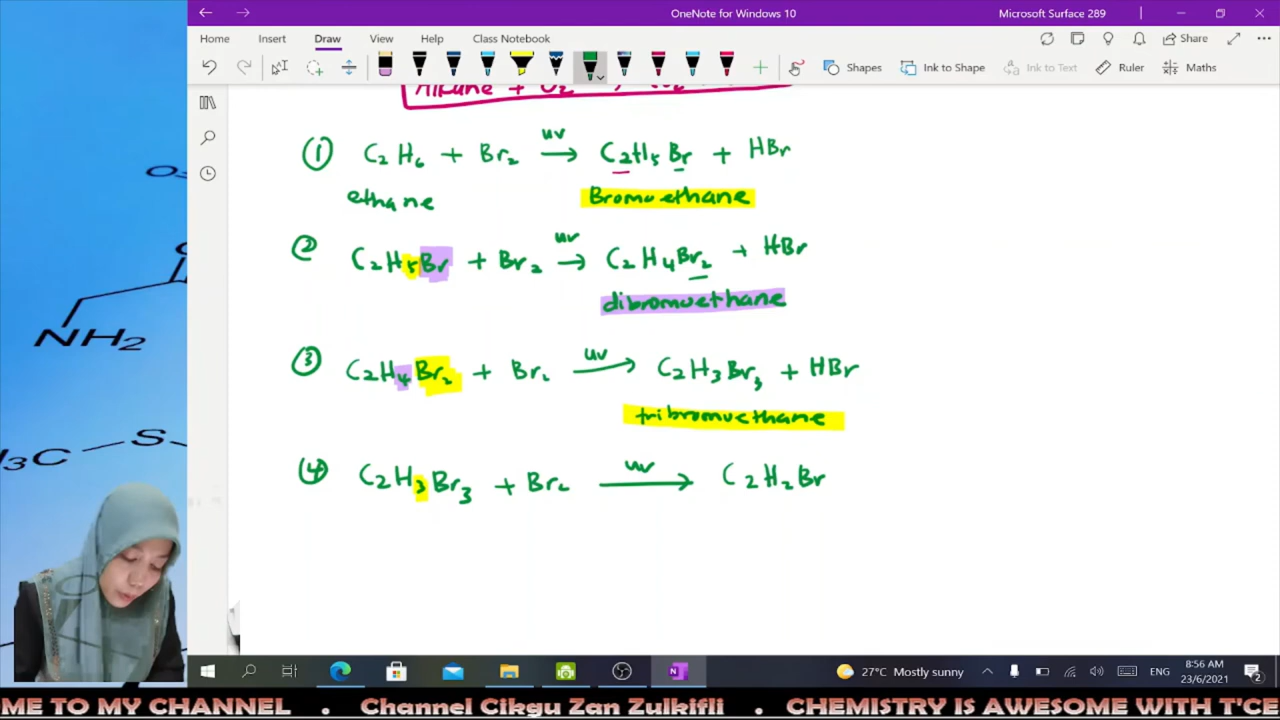 OneNote for Windows 10
Microsoft Surface 289
Home Insert Draw View Help Class Notebook
Share
Shapes Ink to Shape Ink to Text Ruler Maths
Alkane + O₂
① C₂H₆ + Br₂ uv → C₂H₅Br + HBr
ethane Bromoethane
② C₂H₅Br + Br₂ uv → C₂H₄Br₂ + HBr
dibromoethane
③ C₂H₄Br₂ + Br₂ uv → C₂H₃Br₃ + HBr
tribromoethane
④ C₂H₃Br₃ + Br₂ uv → C₂H₂Br
NH₂
₃C S
27°C Mostly sunny
ENG
8:56 AM
23/6/2021
ME TO MY CHANNEL . Channel Cikgu Zan Zulkifli . CHEMISTRY IS AWESOME WITH T'CE